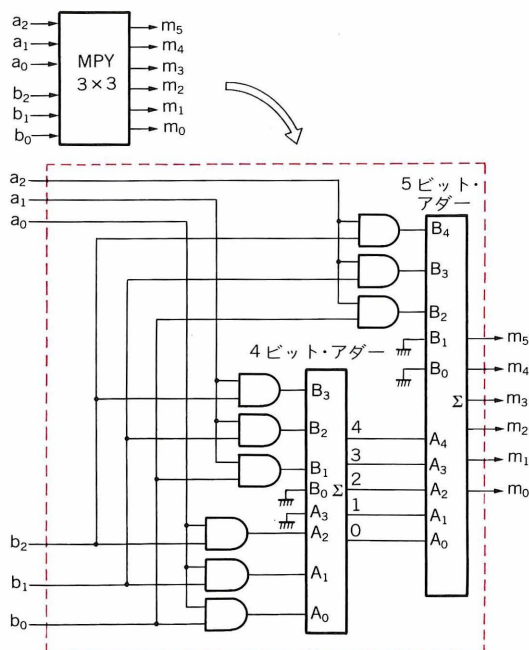 a₂
a₁
a₀
b₂
b₁
b₀
MPY
3×3
m₅
m₄
m₃
m₂
m₁
m₀
a₂
a₁
a₀
5ビット・
アダー
B₄
B₃
B₂
B₁
B₀
Σ
A₄
A₃
A₂
A₁
A₀
m₅
m₄
m₃
m₂
m₁
m₀
4ビット・アダー
B₃
B₂
B₁
B₀
Σ
A₃
A₂
A₁
A₀
4
3
2
1
0
b₂
b₁
b₀